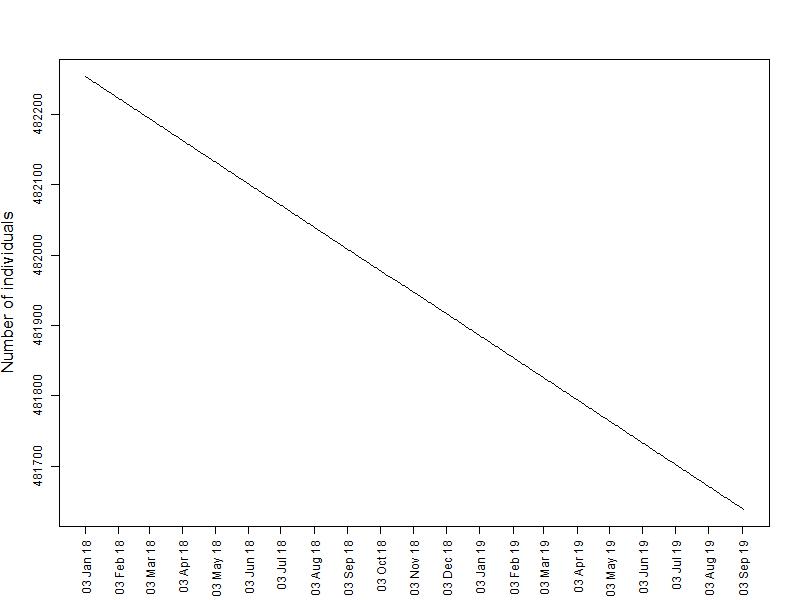 Number of individuals
482200
482100
482000
481900
481800
481700
03 Jan 18
03 Feb 18
03 Mar 18
03 Apr 18
03 May 18
03 Jun 18
03 Jul 18
03 Aug 18
03 Sep 18
03 Oct 18
03 Nov 18
03 Dec 18
03 Jan 19
03 Feb 19
03 Mar 19
03 Apr 19
03 May 19
03 Jun 19
03 Jul 19
03 Aug 19
03 Sep 19